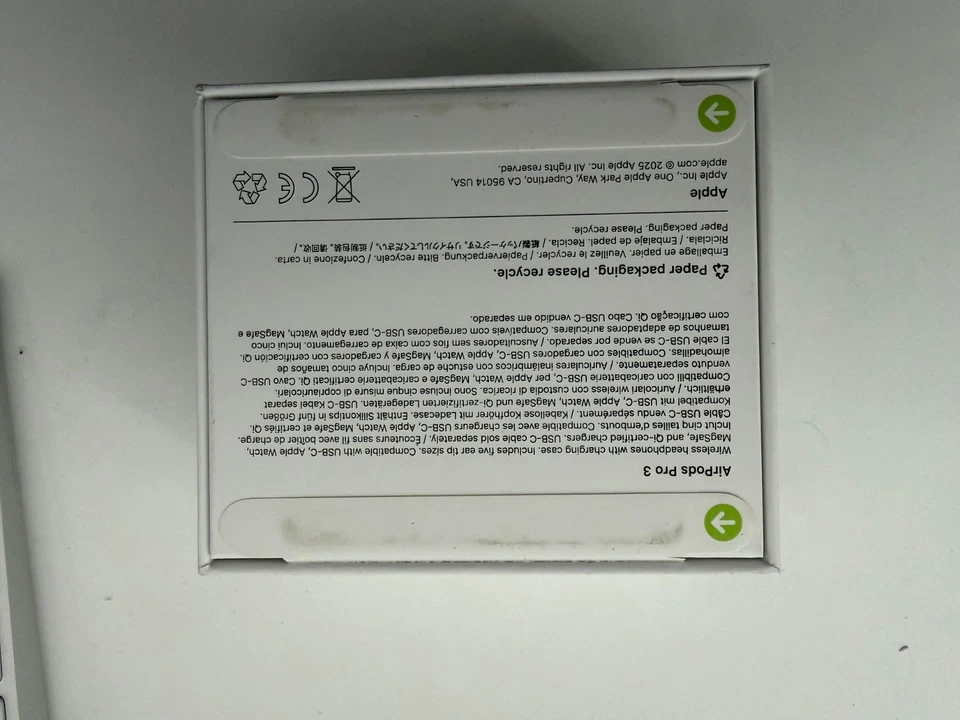 AirPods Pro 3
Wireless headphones with charging case. Includes five ear tip sizes. Compatible with USB-C, Apple Watch,
MagSafe, and Qi-certified chargers. USB-C cable sold separately. / Écouteurs sans fil avec boîtier de charge.
Inclut cinq tailles d'embouts. Compatible avec les chargeurs USB-C, Apple Watch, MagSafe et certifiés Qi.
Câble USB-C vendu séparément. / Kabellose Kopfhörer mit Ladecase. Enthält Silikontips in fünf Größen.
Kompatibel mit USB-C, Apple Watch, MagSafe und Qi-zertifizierten Ladegeräten. USB-C Kabel separat
erhältlich. / Auricolari wireless con custodia di ricarica. Sono incluse cinque misure di copriauricolari.
Compatibili con caricabatterie USB-C, per Apple Watch, MagSafe e caricabatterie certificati Qi. Cavo USB-C
venduto separatamente. / Auriculares inalámbricos con estuche de carga. Incluye cinco tamaños de
almohadillas. Compatibles con cargadores USB-C, Apple Watch, MagSafe y cargadores con certificación Qi.
El cable USB-C se vende por separado. / Auscultadores sem fios com caixa de carregamento. Inclui cinco
tamanhos de adaptadores auriculares. Compatíveis com carregadores USB-C, para Apple Watch, MagSafe e
com certificação Qi. Cabo USB-C vendido em separado.
Paper packaging. Please recycle.
Emballage en papier. Veuillez le recycler. / Papierverpackung. Bitte recyceln. / Confezione in carta.
Riciclala. / Embalaje de papel. Recicla. / 紙製パッケージです。リサイクルしてください。/ 纸制包装。请回收。/
Paper packaging. Please recycle.
Apple
Apple Inc., One Apple Park Way, Cupertino, CA 95014 USA,
apple.com © 2025 Apple Inc. All rights reserved.
CE